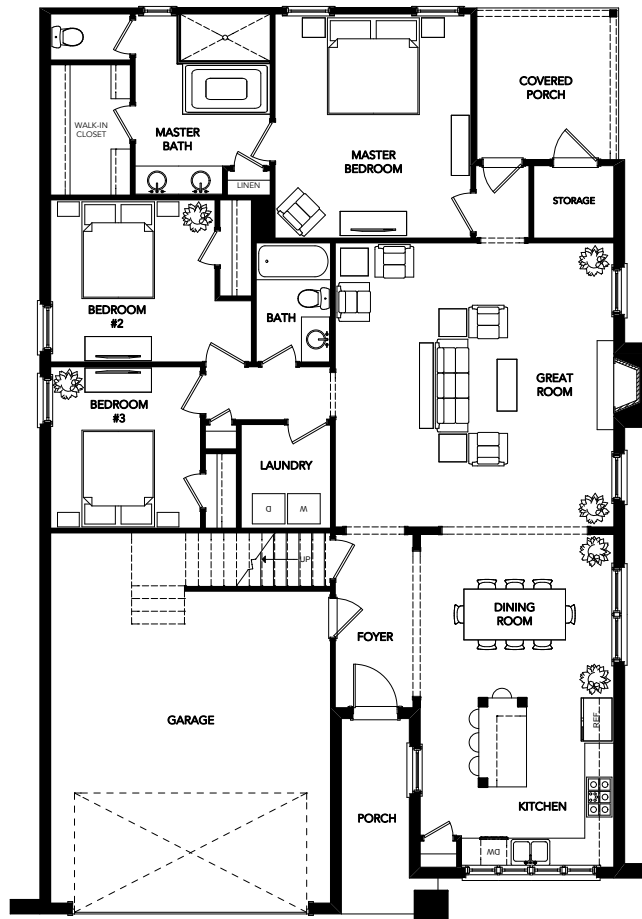 COVERED
PORCH
WALK-IN
CLOSET
MASTER
BATH
MASTER
BEDROOM
LINEN
STORAGE
BEDROOM
#2
BATH
GREAT
ROOM
BEDROOM
#3
LAUNDRY
D
W
UP
DINING
ROOM
FOYER
GARAGE
REF.
KITCHEN
PORCH
DW